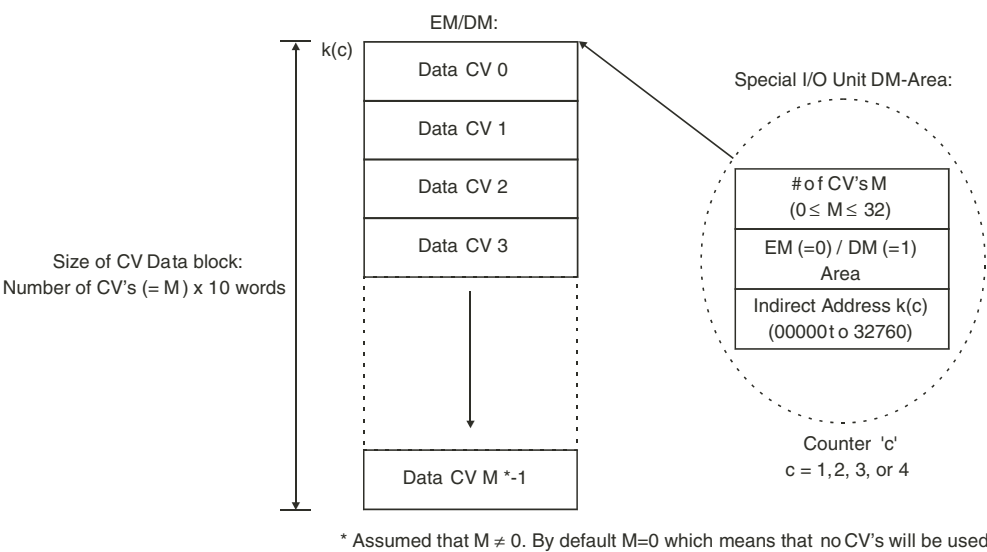 EM/DM:
k(c)
Data CV 0
Data CV 1
Data CV 2
Data CV 3
Data CV M *-1
Size of CV Data block:
Number of CV's (= M) x 10 words
Special I/O Unit DM-Area:
# of CV's M
(0 ≤ M ≤ 32)
EM (=0) / DM (=1)
Area
Indirect Address k(c)
(00000 to 32760)
Counter 'c'
c = 1, 2, 3, or 4
* Assumed that M ≠ 0. By default M=0 which means that no CV's will be used